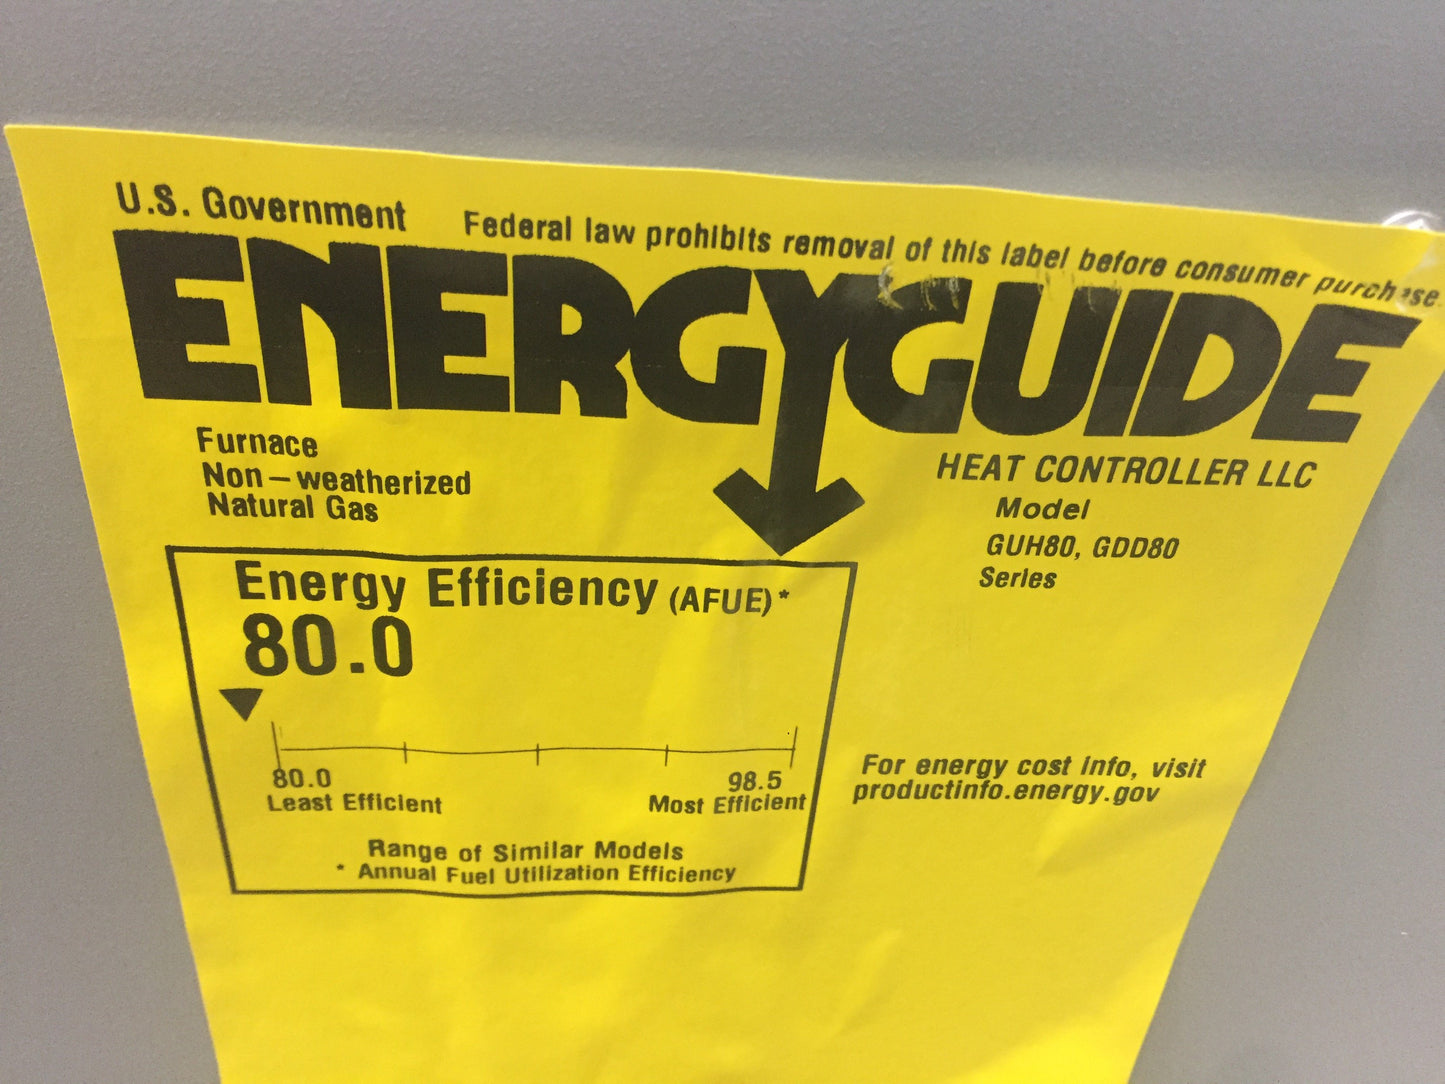 U.S. Government
Federal law prohibits removal of this label before consumer purchase.
ENERGYGUIDE
Furnace
Non-weatherized
Natural Gas
HEAT CONTROLLER LLC
Model
GUH80, GDD80
Series
Energy Efficiency (AFUE)*
80.0
80.0
98.5
Least Efficient
Most Efficient
Range of Similar Models
* Annual Fuel Utilization Efficiency
For energy cost info, visit
productinfo.energy.gov